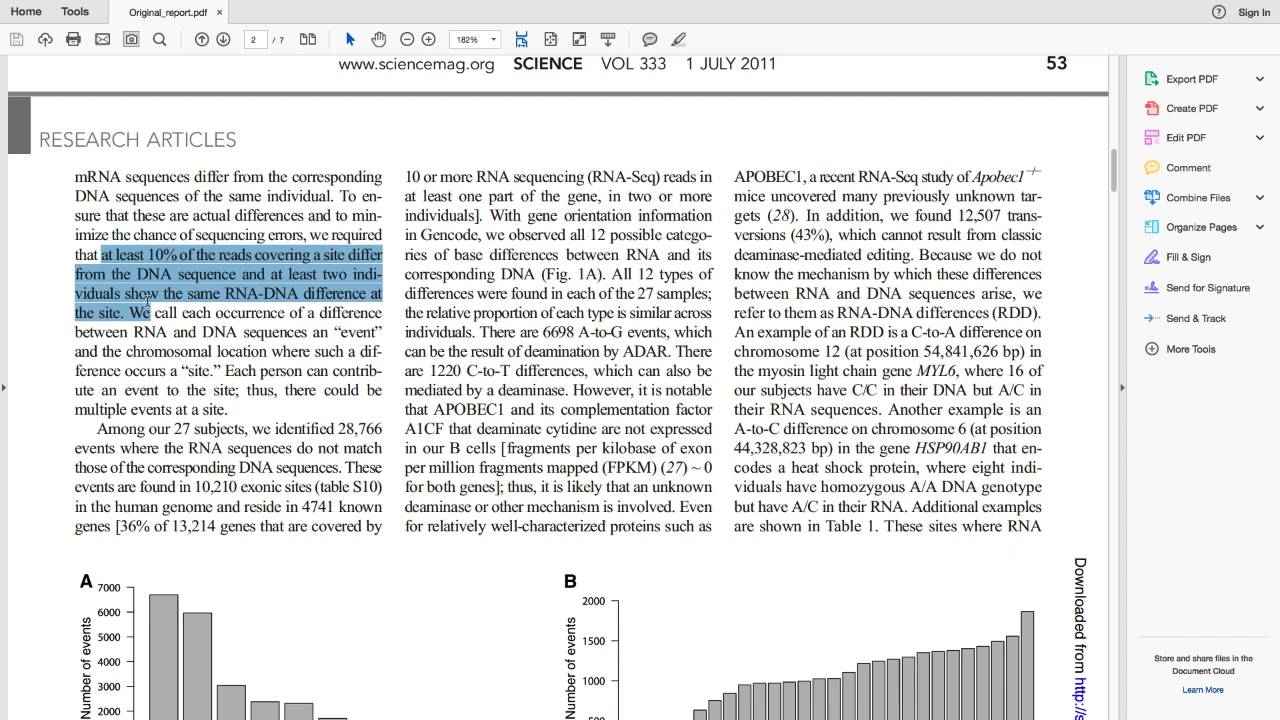 Home Tools Original_report.pdf × Sign In
2 / 7 182%
www.sciencemag.org SCIENCE VOL 333 1 JULY 2011 53
RESEARCH ARTICLES
mRNA sequences differ from the corresponding
DNA sequences of the same individual. To en-
sure that these are actual differences and to min-
imize the chance of sequencing errors, we required
that at least 10% of the reads covering a site differ
from the DNA sequence and at least two indi-
viduals show the same RNA-DNA difference at
the site. We call each occurrence of a difference
between RNA and DNA sequences an “event”
and the chromosomal location where such a dif-
ference occurs a “site.” Each person can contrib-
ute an event to the site; thus, there could be
multiple events at a site.
Among our 27 subjects, we identified 28,766
events where the RNA sequences do not match
those of the corresponding DNA sequences. These
events are found in 10,210 exonic sites (table S10)
in the human genome and reside in 4741 known
genes [36% of 13,214 genes that are covered by
10 or more RNA sequencing (RNA-Seq) reads in
at least one part of the gene, in two or more
individuals]. With gene orientation information
in Gencode, we observed all 12 possible catego-
ries of base differences between RNA and its
corresponding DNA (Fig. 1A). All 12 types of
differences were found in each of the 27 samples;
the relative proportion of each type is similar across
individuals. There are 6698 A-to-G events, which
can be the result of deamination by ADAR. There
are 1220 C-to-T differences, which can also be
mediated by a deaminase. However, it is notable
that APOBEC1 and its complementation factor
A1CF that deaminate cytidine are not expressed
in our B cells [fragments per kilobase of exon
per million fragments mapped (FPKM) (27) ~ 0
for both genes]; thus, it is likely that an unknown
deaminase or other mechanism is involved. Even
for relatively well-characterized proteins such as
APOBEC1, a recent RNA-Seq study of Apobec1−/−
mice uncovered many previously unknown tar-
gets (28). In addition, we found 12,507 trans-
versions (43%), which cannot result from classic
deaminase-mediated editing. Because we do not
know the mechanism by which these differences
between RNA and DNA sequences arise, we
refer to them as RNA-DNA differences (RDD).
An example of an RDD is a C-to-A difference on
chromosome 12 (at position 54,841,626 bp) in
the myosin light chain gene MYL6, where 16 of
our subjects have C/C in their DNA but A/C in
their RNA sequences. Another example is an
A-to-C difference on chromosome 6 (at position
44,328,823 bp) in the gene HSP90AB1 that en-
codes a heat shock protein, where eight indi-
viduals have homozygous A/A DNA genotype
but have A/C in their RNA. Additional examples
are shown in Table 1. These sites where RNA
A
7000
6000
5000
4000
3000
2000
Number of events
B
2000
1500
1000
Number of events
Downloaded from http://s
Export PDF
Create PDF
Edit PDF
Comment
Combine Files
Organize Pages
Fill & Sign
Send for Signature
Send & Track
More Tools
Store and share files in the
Document Cloud
Learn More